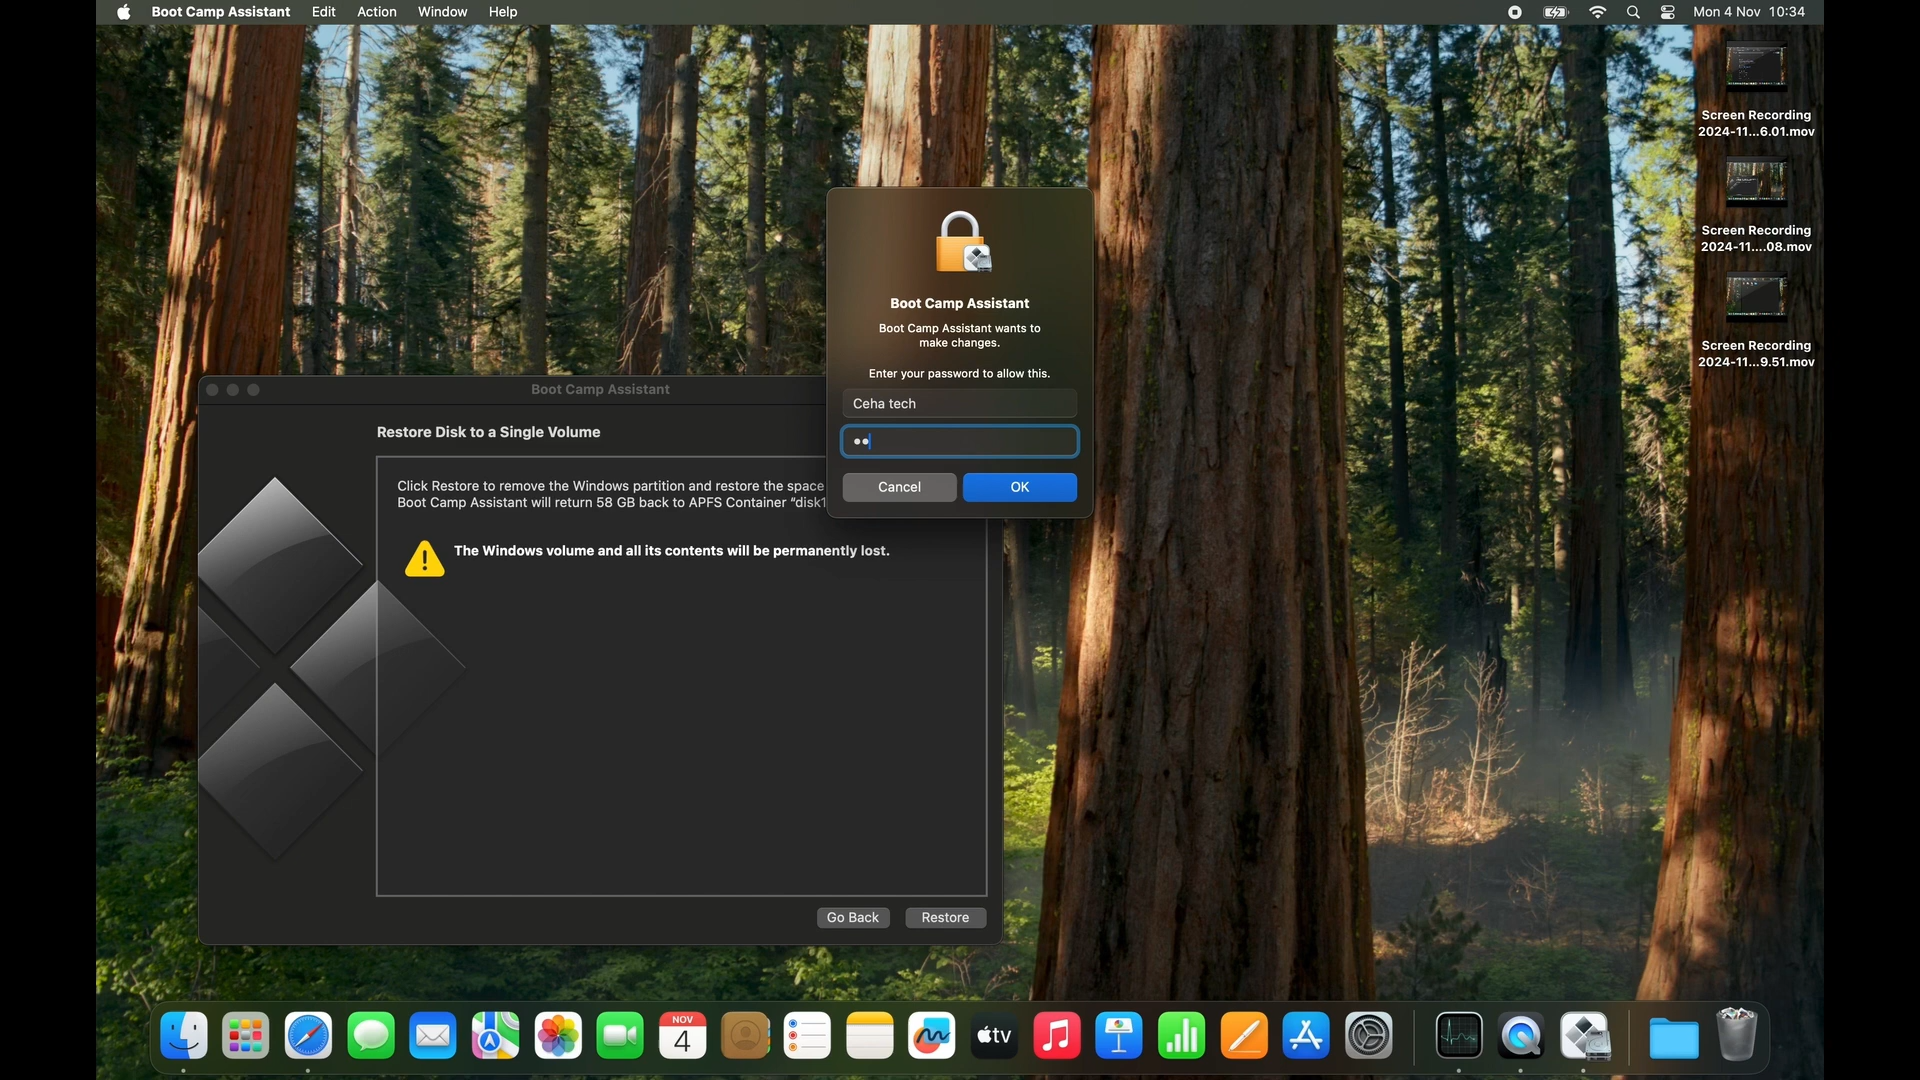 Boot Camp Assistant Edit Action Window Help
Mon 4 Nov 10:34
Screen Recording
2024-11...6.01.mov
Screen Recording
2024-11....08.mov
Screen Recording
2024-11...9.51.mov
Boot Camp Assistant
Boot Camp Assistant wants to
make changes.
Enter your password to allow this.
Ceha tech
Cancel
OK
Boot Camp Assistant
Restore Disk to a Single Volume
Click Restore to remove the Windows partition and restore the space
Boot Camp Assistant will return 58 GB back to APFS Container “disk1
The Windows volume and all its contents will be permanently lost.
Go Back
Restore
NOV
4
tv